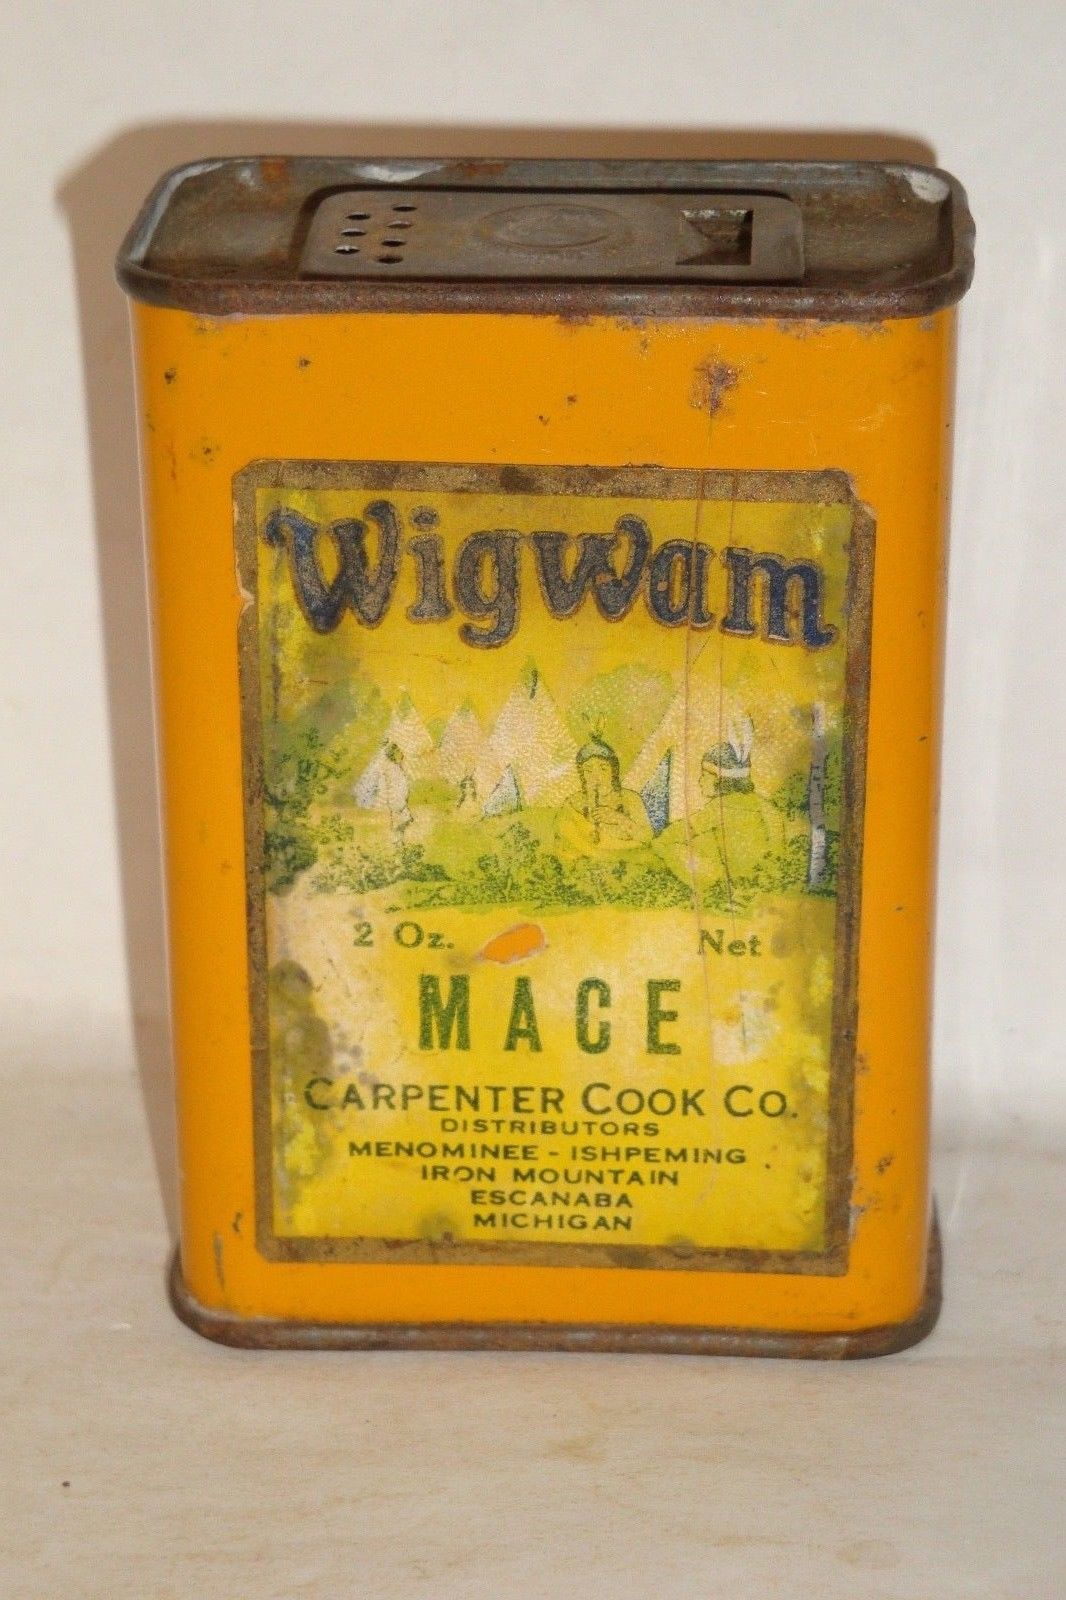 Wigwam
2 Oz. Net
MACE
CARPENTER COOK CO.
DISTRIBUTORS
MENOMINEE - ISHPEMING
IRON MOUNTAIN
ESCANABA
MICHIGAN